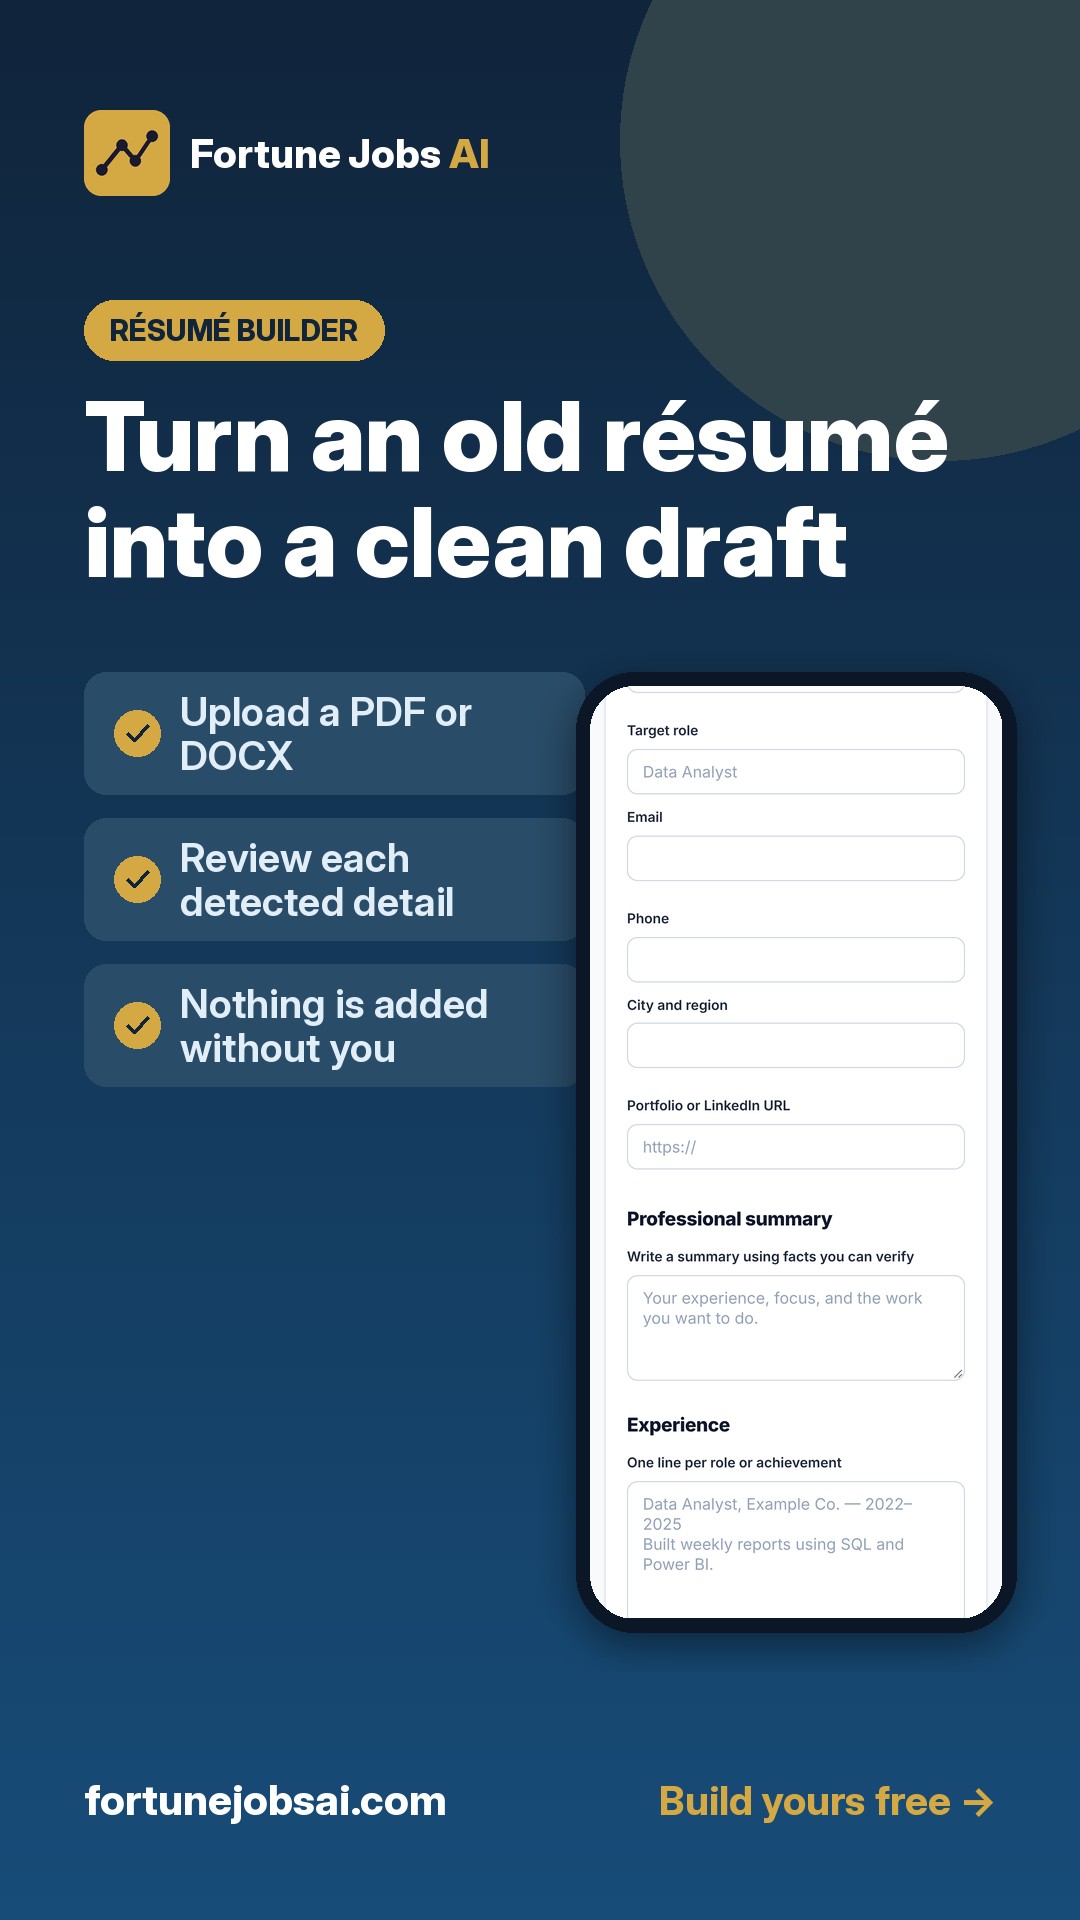 Fortune Jobs AI
RÉSUMÉ BUILDER
Turn an old résumé
into a clean draft
Upload a PDF or
DOCX
Review each
detected detail
Nothing is added
without you
Target role
Data Analyst
Email
Phone
City and region
Portfolio or LinkedIn URL
https://
Professional summary
Write a summary using facts you can verify
Your experience, focus, and the work
you want to do.
Experience
One line per role or achievement
Data Analyst, Example Co. — 2022–
2025
Built weekly reports using SQL and
Power BI.
fortunejobsai.com
Build yours free →